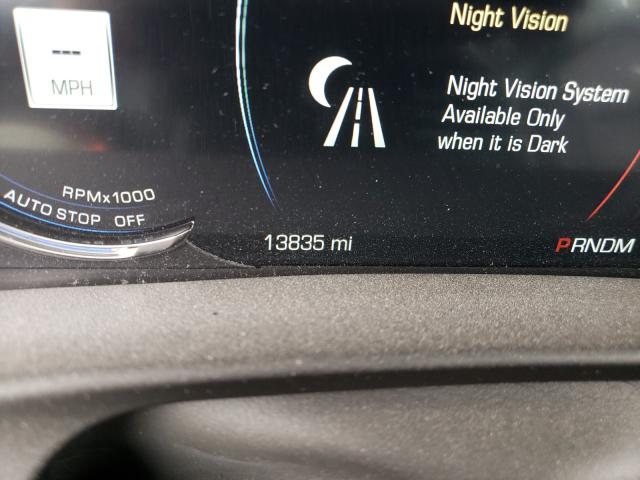 Night Vision
---
MPH
Night Vision System
Available Only
when it is Dark
RPMx1000
AUTO STOP OFF
13835 mi
PRNDM